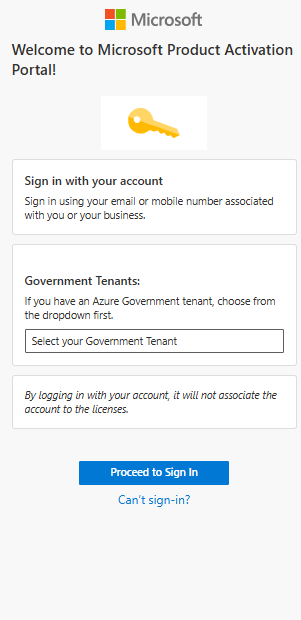 Microsoft
Welcome to Microsoft Product Activation
Portal!
Sign in with your account
Sign in using your email or mobile number associated
with you or your business.
Government Tenants:
If you have an Azure Government tenant, choose from
the dropdown first.
Select your Government Tenant
By logging in with your account, it will not associate the
account to the licenses.
Proceed to Sign In
Can't sign-in?